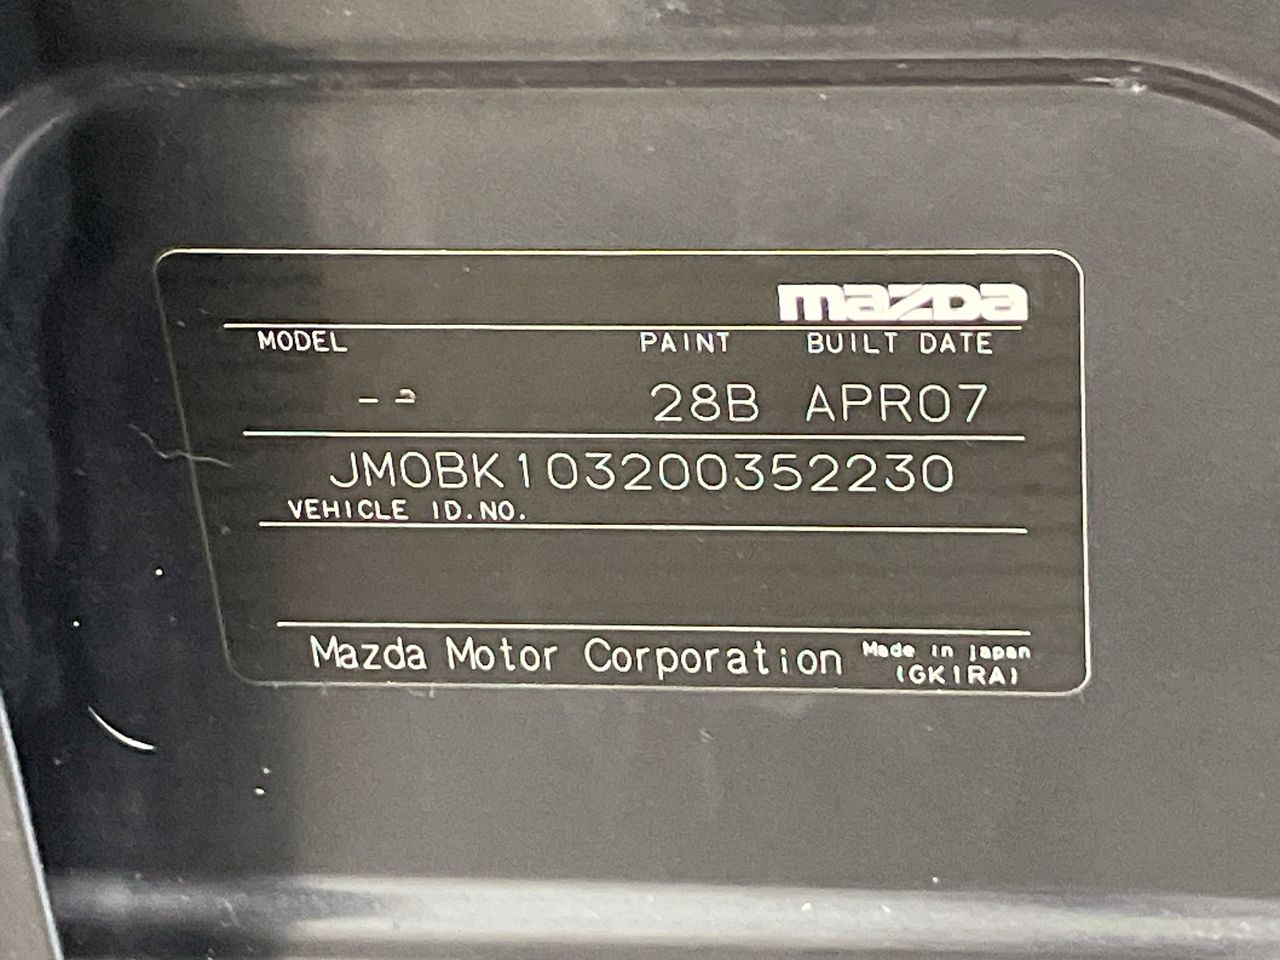 mazda
MODEL PAINT BUILT DATE
28B APR07
JM0BK103200352230
VEHICLE ID.NO.
Mazda Motor Corporation Made in Japan
(GK1RA)